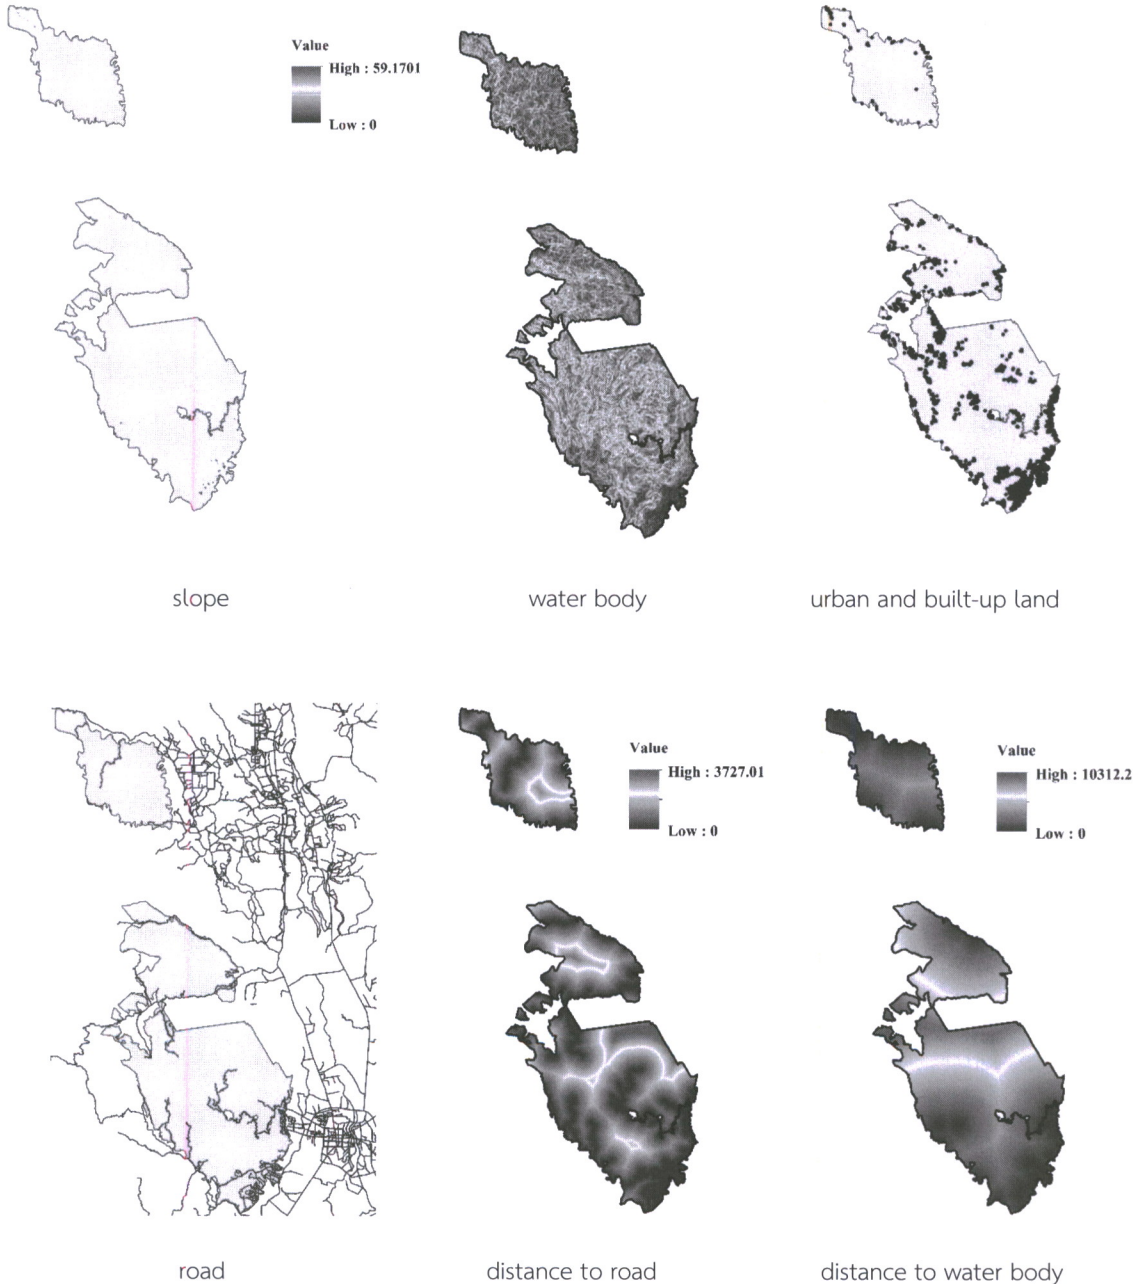 Value
High : 59.1701
Low : 0
slope
water body
urban and built-up land
Value
High : 3727.01
Low : 0
Value
High : 10312.2
Low : 0
road
distance to road
distance to water body